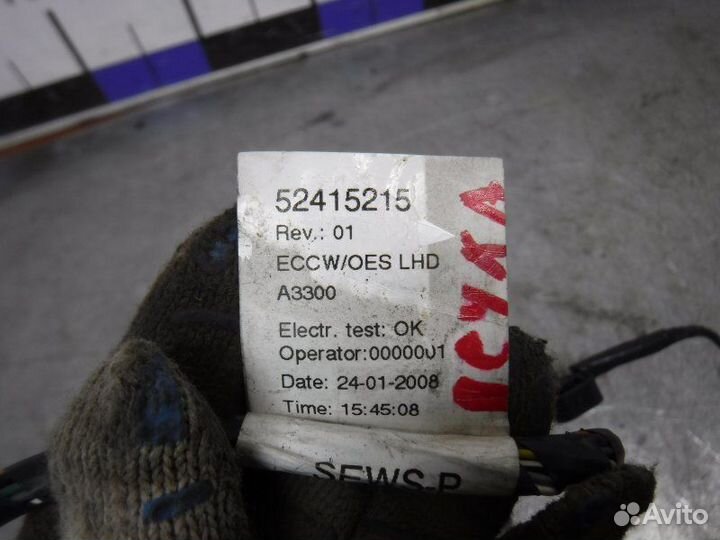 52415215
Rev.: 01
ECCW/OES LHD
A3300
Electr. test: OK
Operator:0000001
Date: 24-01-2008
Time: 15:45:08
SEWS-P
Avito